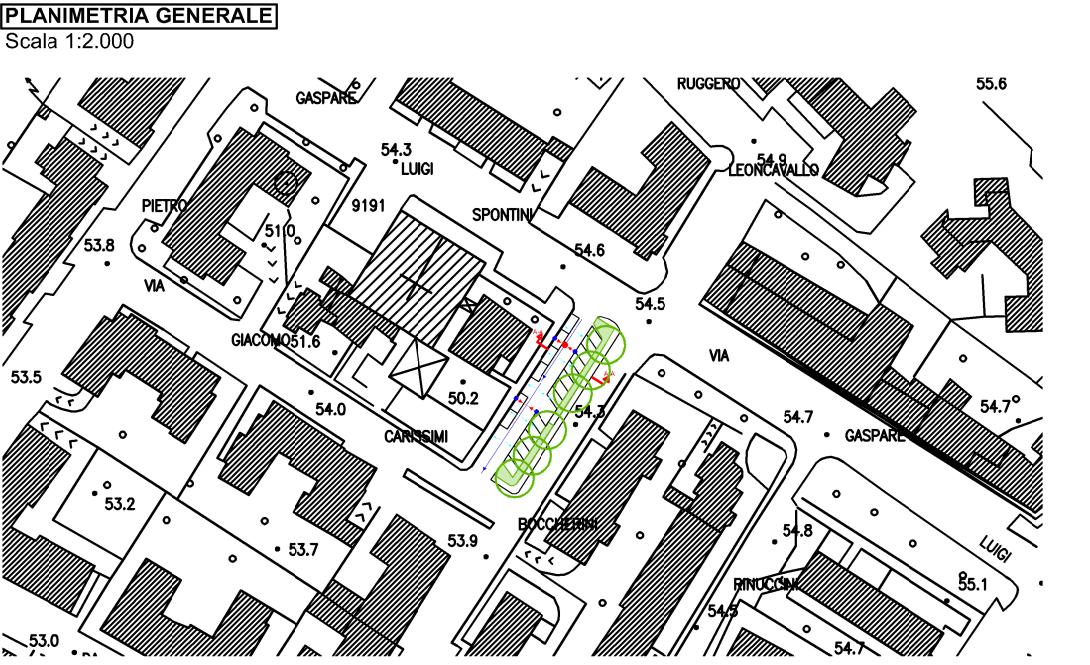 PLANIMETRIA GENERALE
Scala 1:2.000
RUGGERO
55.6
GASPARE
54.3
LUIGI
54.9
LEONCAVALLO
PIETRO
9191
SPONTINI
51.0
53.8
54.6
VIA
54.5
GIACOMO
51.6
VIA
53.5
54.0
50.2
54.3
54.7
54.7
CARISSIMI
GASPARE
53.2
BOCCHERINI
54.8
53.9
53.7
LUIGI
RINUCCINI
55.1
54.5
53.0
54.7